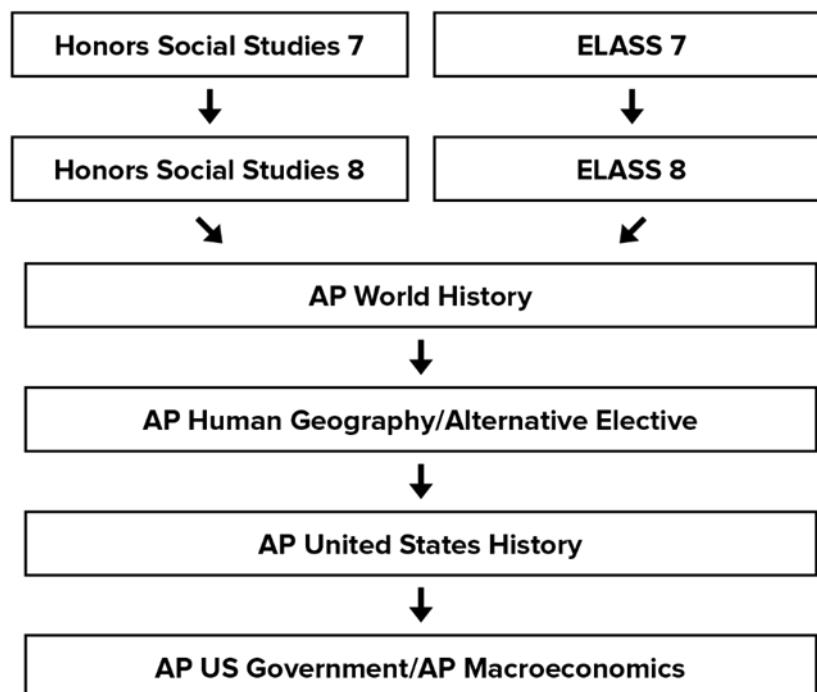 Honors Social Studies 7
ELASS 7
Honors Social Studies 8
ELASS 8
AP World History
AP Human Geography/Alternative Elective
AP United States History
AP US Government/AP Macroeconomics